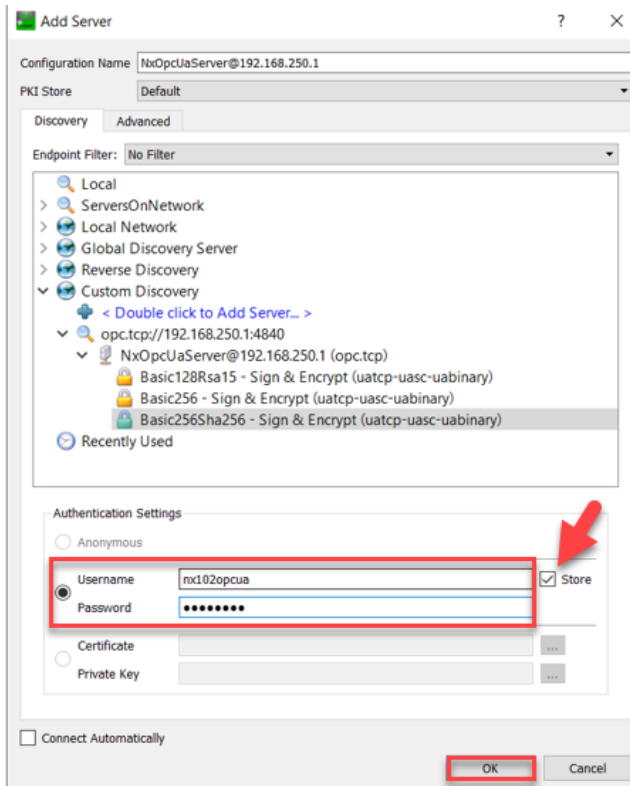 Add Server ? ×
Configuration Name NxOpcUaServer@192.168.250.1
PKI Store Default
Discovery Advanced
Endpoint Filter: No Filter
Local
ServersOnNetwork
Local Network
Global Discovery Server
Reverse Discovery
Custom Discovery
< Double click to Add Server... >
opc.tcp://192.168.250.1:4840
NxOpcUaServer@192.168.250.1 (opc.tcp)
Basic128Rsa15 - Sign & Encrypt (uatcp-uasc-uabinary)
Basic256 - Sign & Encrypt (uatcp-uasc-uabinary)
Basic256Sha256 - Sign & Encrypt (uatcp-uasc-uabinary)
Recently Used
Authentication Settings
Anonymous
Username nx102opcua Store
Password ●●●●●●●●
Certificate ...
Private Key ...
Connect Automatically
OK Cancel